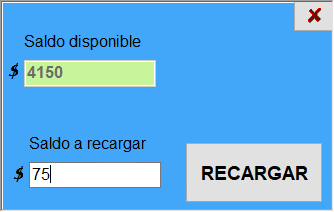 ✘
Saldo disponible
$ 4150
Saldo a recargar
$ 75
RECARGAR